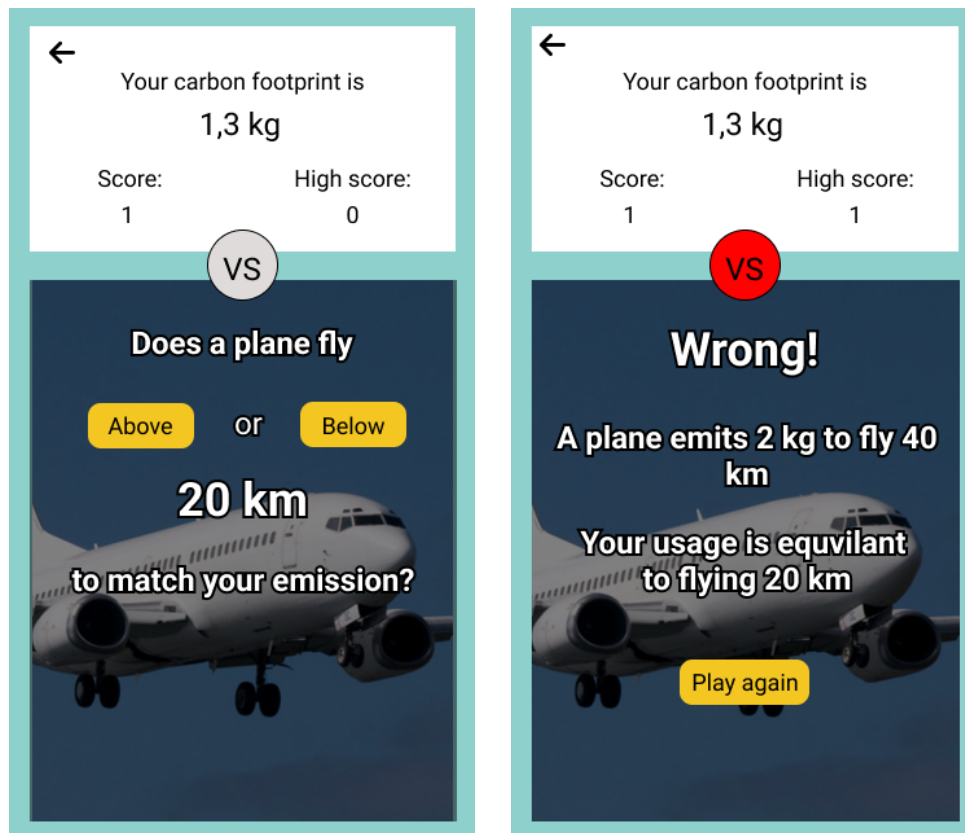 Your carbon footprint is
1,3 kg
Score: High score:
1 0
VS
Does a plane fly
Above or Below
20 km
to match your emission?
Your carbon footprint is
1,3 kg
Score: High score:
1 1
VS
Wrong!
A plane emits 2 kg to fly 40
km
Your usage is equvilant
to flying 20 km
Play again